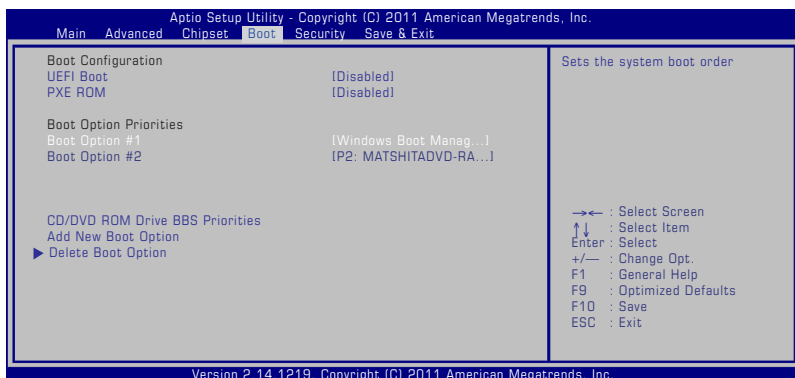 Aptio Setup Utility - Copyright (C) 2011 American Megatrends, Inc.
Main Advanced Chipset Boot Security Save & Exit
Boot Configuration
UEFI Boot [Disabled]
PXE ROM [Disabled]
Boot Option Priorities
Boot Option #1 [Windows Boot Manag...]
Boot Option #2 [P2: MATSHITADVD-RA...]
CD/DVD ROM Drive BBS Priorities
Add New Boot Option
▶ Delete Boot Option
Sets the system boot order
→← : Select Screen
↑↓ : Select Item
Enter : Select
+/— : Change Opt.
F1 : General Help
F9 : Optimized Defaults
F10 : Save
ESC : Exit
Version 2.14.1219. Copyright (C) 2011 American Megatrends, Inc.